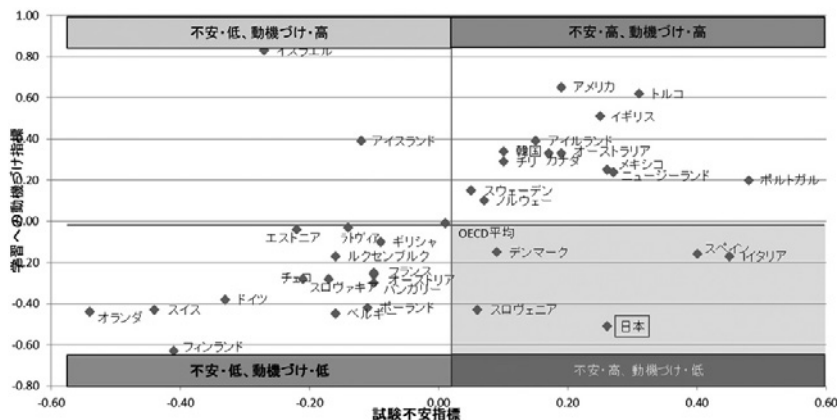 不安・低、動機づけ・高
不安・高、動機づけ・高
1.00
0.80
0.60
0.40
0.20
0.00
-0.20
-0.40
-0.60
-0.80
学習への動機づけ指標
イスラエル
アメリカ
トルコ
イギリス
アイスランド
アイルランド
韓国
オーストラリア
チリ
カナダ
メキシコ
ニュージーランド
ポルトガル
スウェーデン
ノルウェー
OECD平均
エストニア
ラトヴィア
ギリシャ
デンマーク
スペイン
イタリア
ルクセンブルク
チェコ
スロヴァキア
フランス
オーストリア
ハンガリー
ドイツ
オランダ
スイス
ベルギー
ポーランド
スロヴェニア
日本
フィンランド
不安・低、動機づけ・低
不安・高、動機づけ・低
-0.60
-0.40
-0.20
0.00
0.20
0.40
0.60
試験不安指標